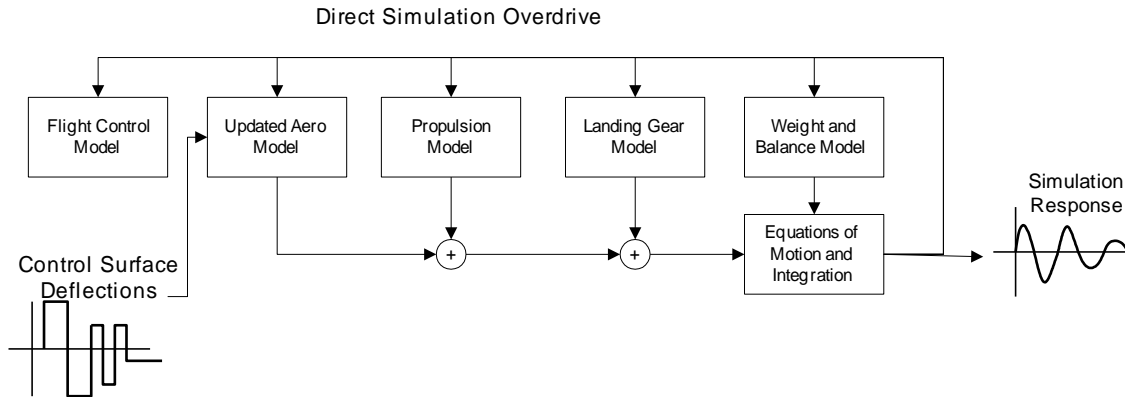 Direct Simulation Overdrive
Flight Control
Model
Updated Aero
Model
Propulsion
Model
Landing Gear
Model
Weight and
Balance Model
Simulation
Response
+
+
Equations of
Motion and
Integration
Control Surface
Deflections